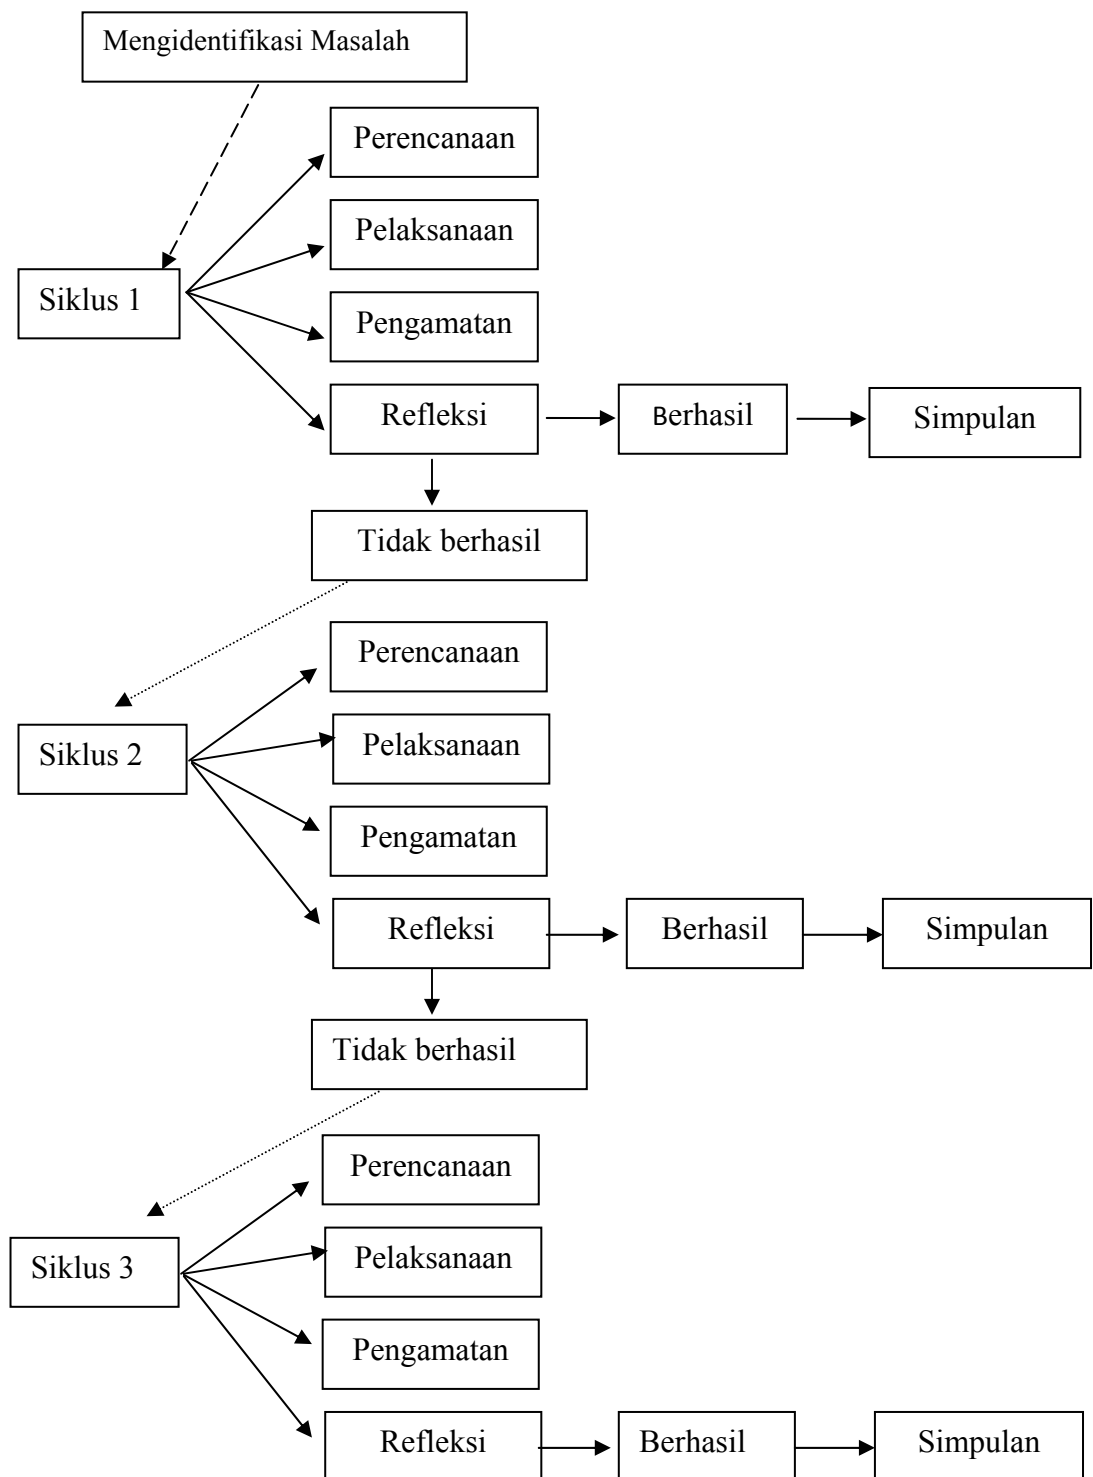 Mengidentifikasi Masalah
Perencanaan
Pelaksanaan
Siklus 1
Pengamatan
Refleksi
Berhasil
Simpulan
Tidak berhasil
Perencanaan
Pelaksanaan
Siklus 2
Pengamatan
Refleksi
Berhasil
Simpulan
Tidak berhasil
Perencanaan
Pelaksanaan
Siklus 3
Pengamatan
Refleksi
Berhasil
Simpulan